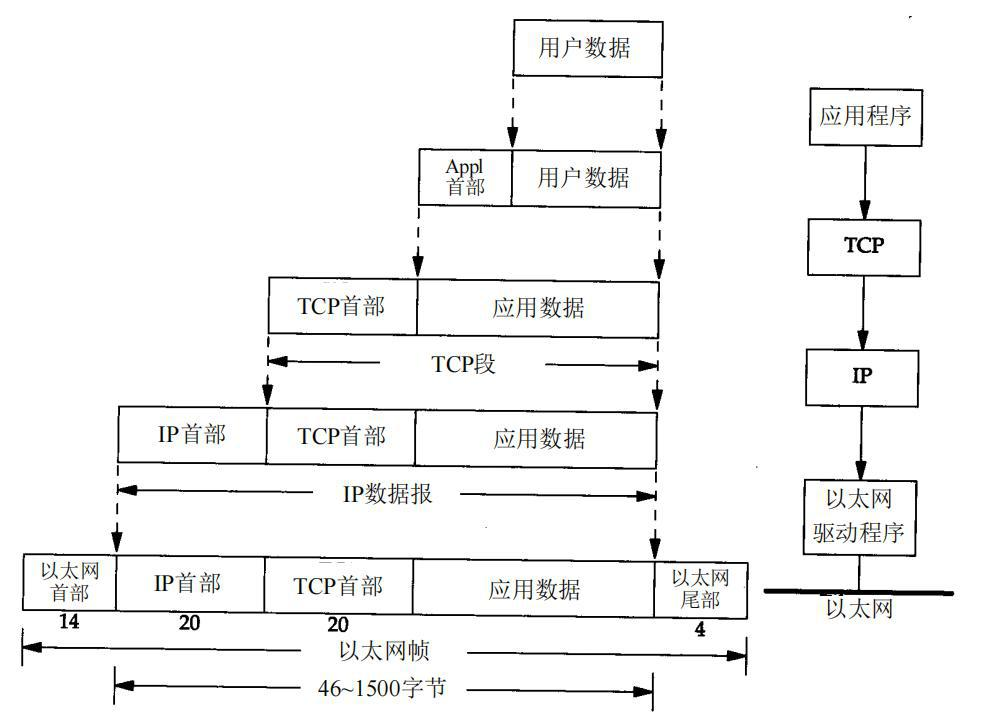 用户数据
应用程序
Appl
首部
用户数据
TCP
TCP首部
应用数据
TCP段
IP
IP首部
TCP首部
应用数据
IP数据报
以太网
驱动程序
以太网
首部
IP首部
TCP首部
应用数据
以太网
尾部
以太网
14
20
20
4
以太网帧
46~1500字节